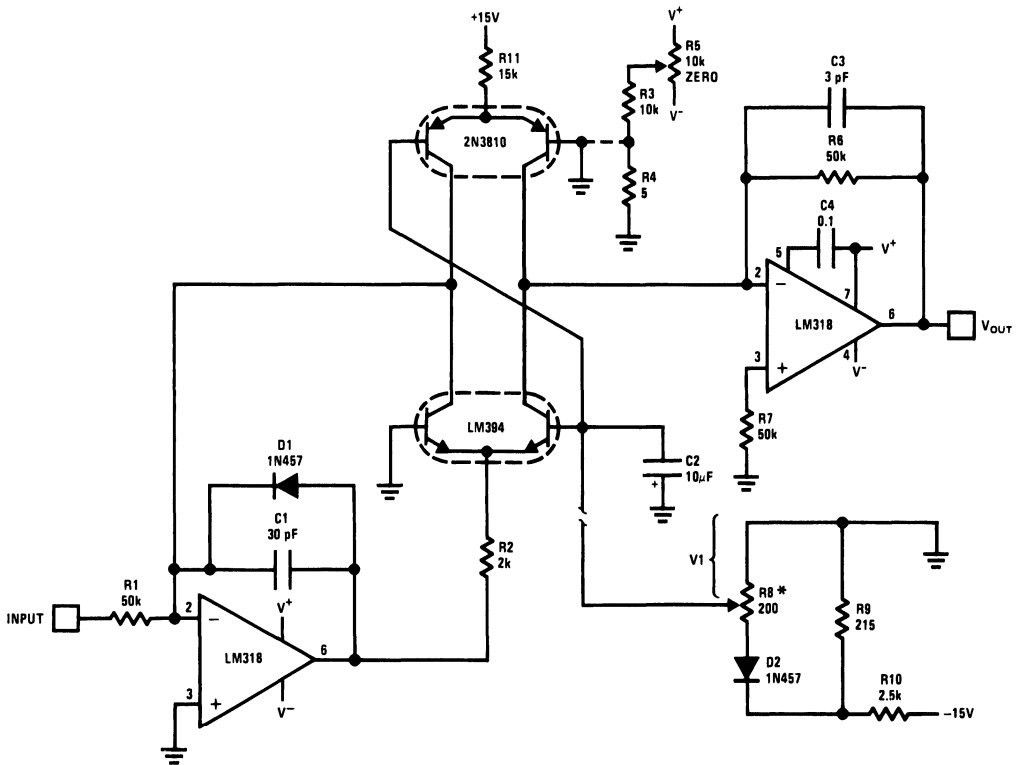 +15V
R11
15k
2N3810
V+
R5
10k
ZERO
V−
R3
10k
R4
5
C3
3 pF
R6
50k
C4
0.1
5
V+
2
−
7
LM318
6
VOUT
3
+
4
V−
R7
50k
LM394
C2
10μF
+
D1
1N457
C1
30 pF
R2
2k
R1
50k
INPUT
2
−
V+
LM318
6
3
+
V−
V1
R8 *
200
R9
215
D2
1N457
R10
2.5k
−15V